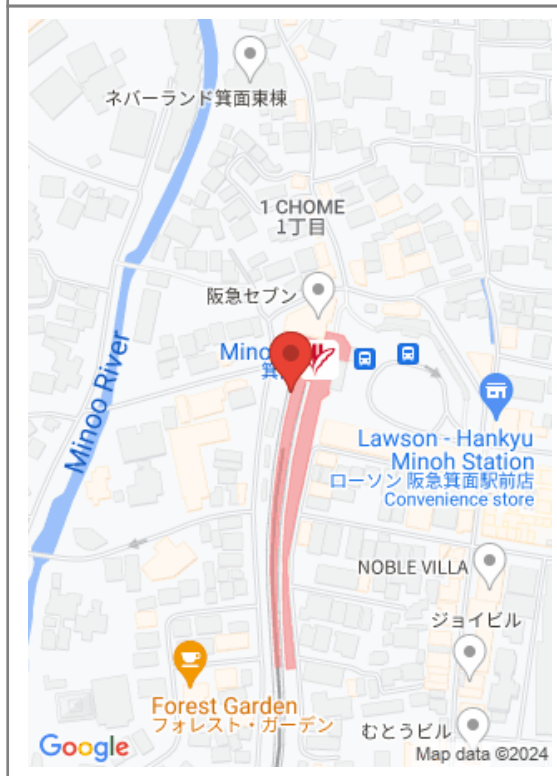 ネバーランド箕面東棟
1 CHOME
1丁目
阪急セブン
Mino
箕
Minoo River
Lawson - Hankyu
Minoh Station
ローソン 阪急箕面駅前店
Convenience store
NOBLE VILLA
ジョイビル
Forest Garden
フォレスト・ガーデン
むとうビル
Google
Map data ©2024